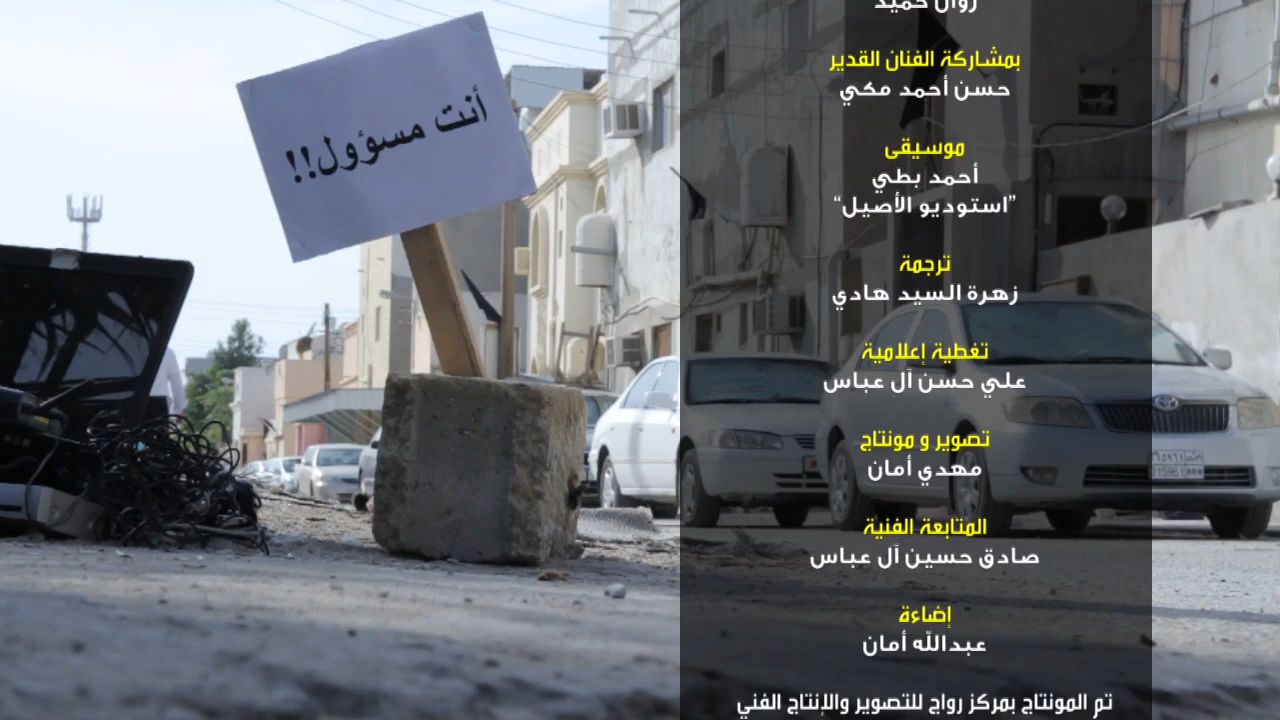 أنت مسؤول!!
روان حميد
بمشاركة الفنان القدير
حسن أحمد مكي
موسيقى
أحمد بطي
"استوديو الأصيل"
ترجمة
زهرة السيد هادي
تغطية إعلامية
علي حسن آل عباس
تصوير و مونتاج
مهدي أمان
المتابعة الفنية
صادق حسين آل عباس
إضاءة
عبدالله أمان
تم المونتاج بمركز رواج للتصوير والإنتاج الفني